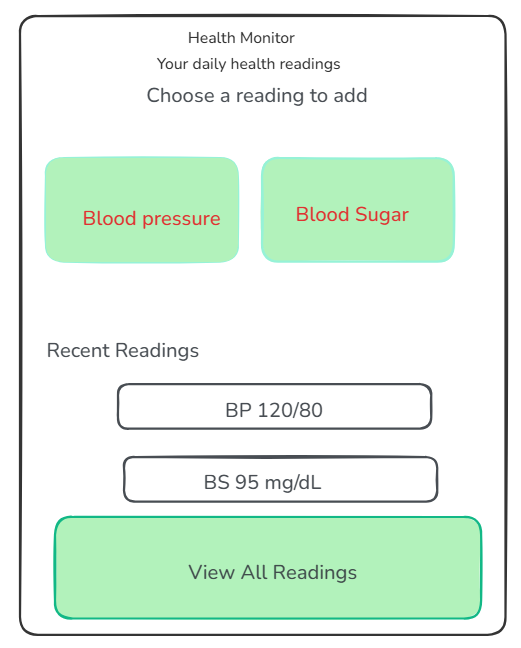 Health Monitor
Your daily health readings
Choose a reading to add
Blood pressure
Blood Sugar
Recent Readings
BP 120/80
BS 95 mg/dL
View All Readings